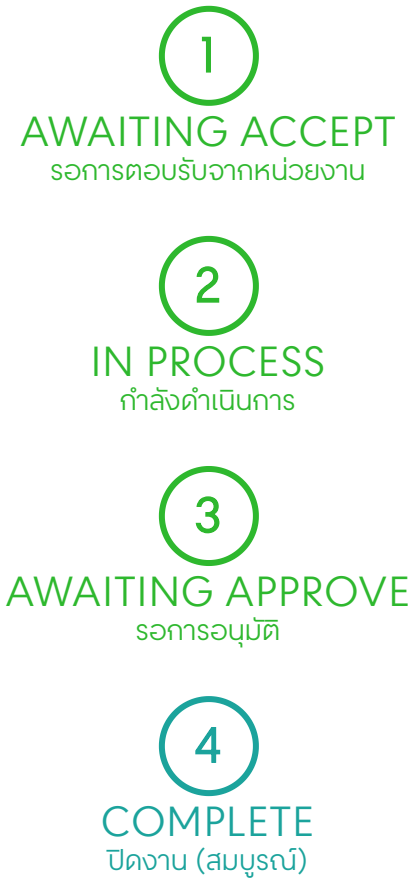 1
AWAITING ACCEPT
รอการตอบรับจากหน่วยงาน
2
IN PROCESS
กำลังดำเนินการ
3
AWAITING APPROVE
รอการอนุมัติ
4
COMPLETE
ปิดงาน (สมบูรณ์)